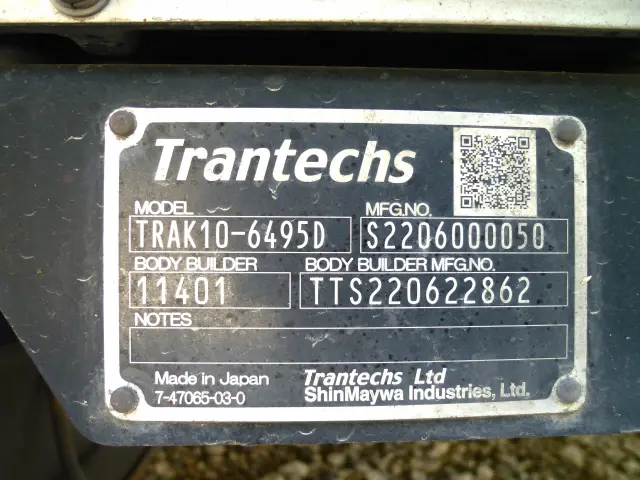 Trantechs
MODEL MFG.NO.
TRAK10-6495D S2206000050
BODY BUILDER BODY BUILDER MFG.NO.
11401 TTS220622862
NOTES
Made in Japan Trantechs Ltd
7-47065-03-0 ShinMaywa Industries, Ltd.